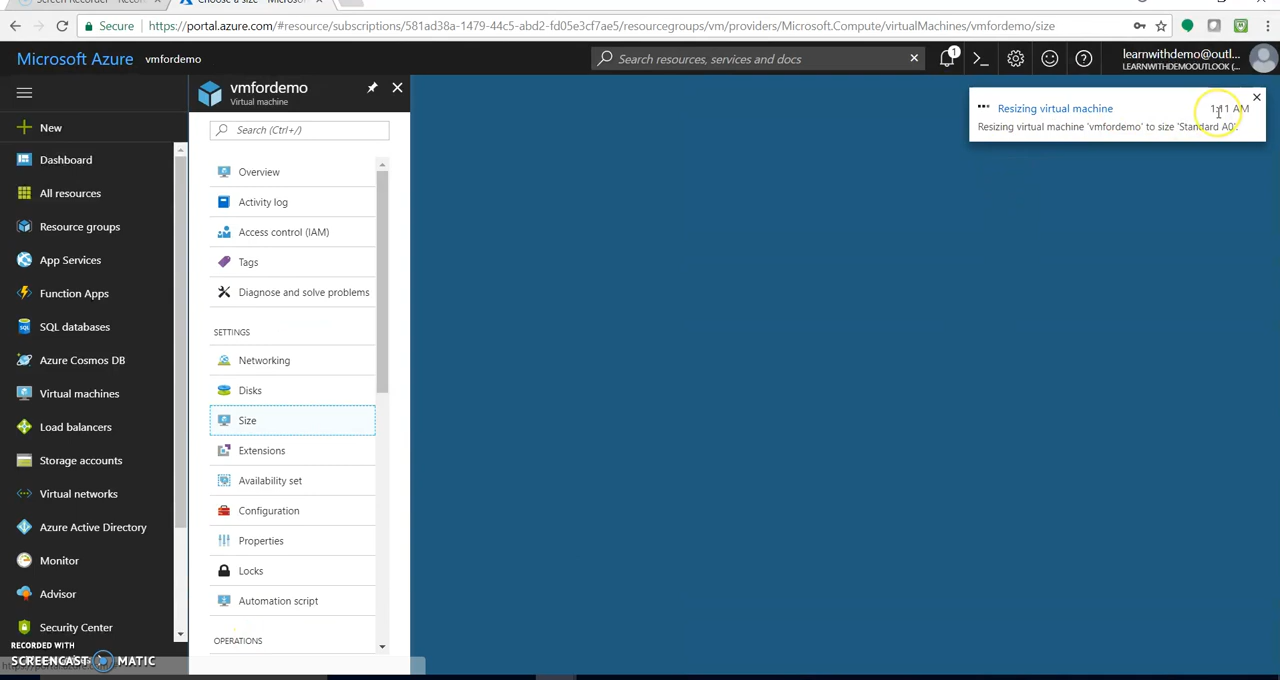 Secure
https://portal.azure.com/#resource/subscriptions/581ad38a-1479-44c5-abd2-fd05e3cf7ae5/resourcegroups/vm/providers/Microsoft.Compute/virtualMachines/vmfordemo/size
Microsoft Azure vmfordemo
Search resources, services and docs
1
learnwithdemo@outl...
LEARNWITHDEMOOUTLOOK (...
New
Dashboard
All resources
Resource groups
App Services
Function Apps
SQL databases
Azure Cosmos DB
Virtual machines
Load balancers
Storage accounts
Virtual networks
Azure Active Directory
Monitor
Advisor
Security Center
vmfordemo
Virtual machine
Search (Ctrl+/)
Overview
Activity log
Access control (IAM)
Tags
Diagnose and solve problems
SETTINGS
Networking
Disks
Size
Extensions
Availability set
Configuration
Properties
Locks
Automation script
OPERATIONS
Resizing virtual machine 1:11 AM
Resizing virtual machine 'vmfordemo' to size 'Standard A0'.
RECORDED WITH
SCREENCAST MATIC